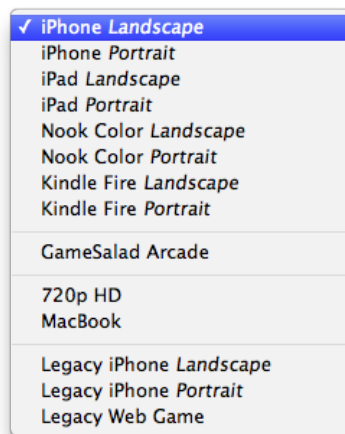 ✓ iPhone Landscape
iPhone Portrait
iPad Landscape
iPad Portrait
Nook Color Landscape
Nook Color Portrait
Kindle Fire Landscape
Kindle Fire Portrait
GameSalad Arcade
720p HD
MacBook
Legacy iPhone Landscape
Legacy iPhone Portrait
Legacy Web Game